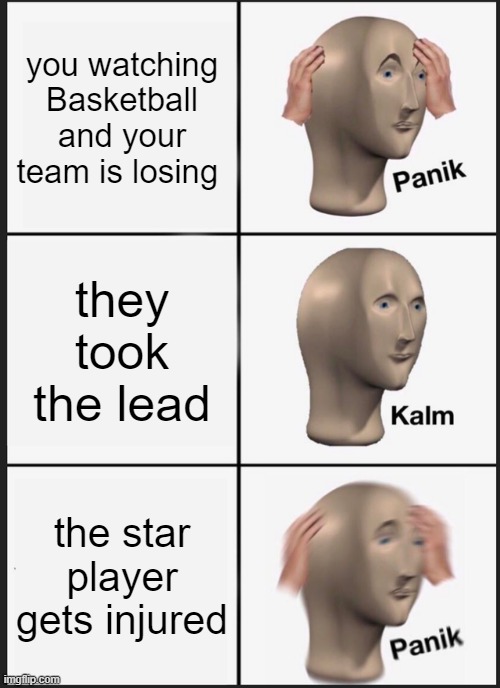 you watching
Basketball
and your
team is losing
Panik
they
took
the lead
Kalm
the star
player
gets injured
Panik
imgflip.com